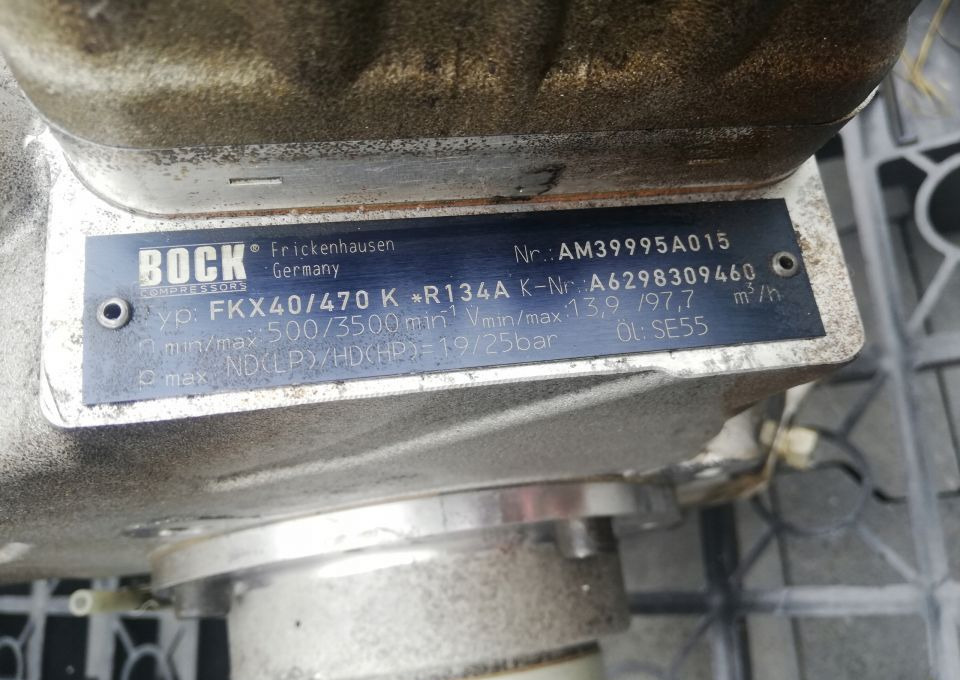 BOCK® Frickenhausen Germany
COMPRESSORS
Nr.: AM39995A015
Typ: FKX40/470 K *R134A K-Nr.: A6298309460
n min/max: 500/3500 min⁻¹ Vmin/max: 13,9 /97,7 m³/h
p max ND(LP)/HD(HP)=19/25bar Öl: SE55